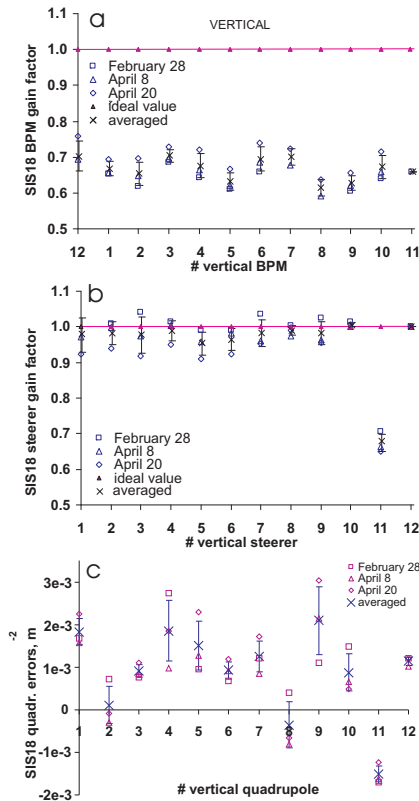 a
VERTICAL
1.1
1.0
0.9
0.8
0.7
0.6
0.5
SIS18 BPM gain factor
February 28
April 8
April 20
ideal value
averaged
12 1 2 3 4 5 6 7 8 9 10 11
# vertical BPM
b
1.1
1.0
0.9
0.8
0.7
0.6
0.5
SIS18 steerer gain factor
February 28
April 8
April 20
ideal value
averaged
1 2 3 4 5 6 7 8 9 10 11 12
# vertical steerer
c
3e-3
2e-3
1e-3
0
-1e-3
-2e-3
SIS18 quadr. errors, m-2
February 28
April 8
April 20
averaged
1 2 3 4 5 6 7 8 9 10 11 12
# vertical quadrupole